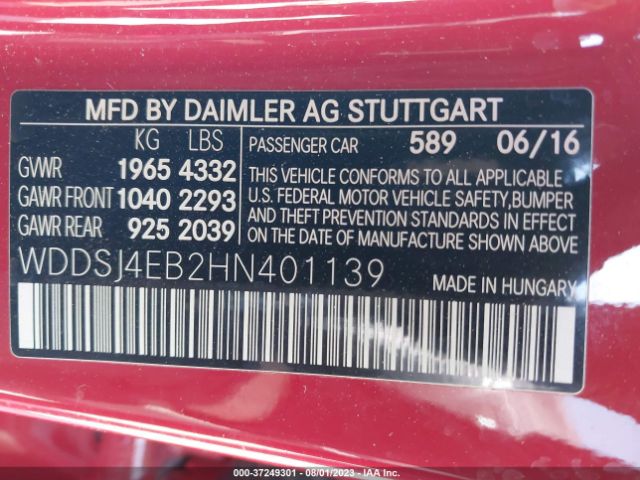 MFD BY DAIMLER AG STUTTGART
KG LBS
GVWR 1965 4332
GAWR FRONT 1040 2293
GAWR REAR 925 2039
PASSENGER CAR 589 06/16
THIS VEHICLE CONFORMS TO ALL APPLICABLE
U.S. FEDERAL MOTOR VEHICLE SAFETY, BUMPER
AND THEFT PREVENTION STANDARDS IN EFFECT
ON THE DATE OF MANUFACTURE SHOWN ABOVE
WDDSJ4EB2HN401139
MADE IN HUNGARY
000-37249301 - 08/01/2023 - IAA Inc.